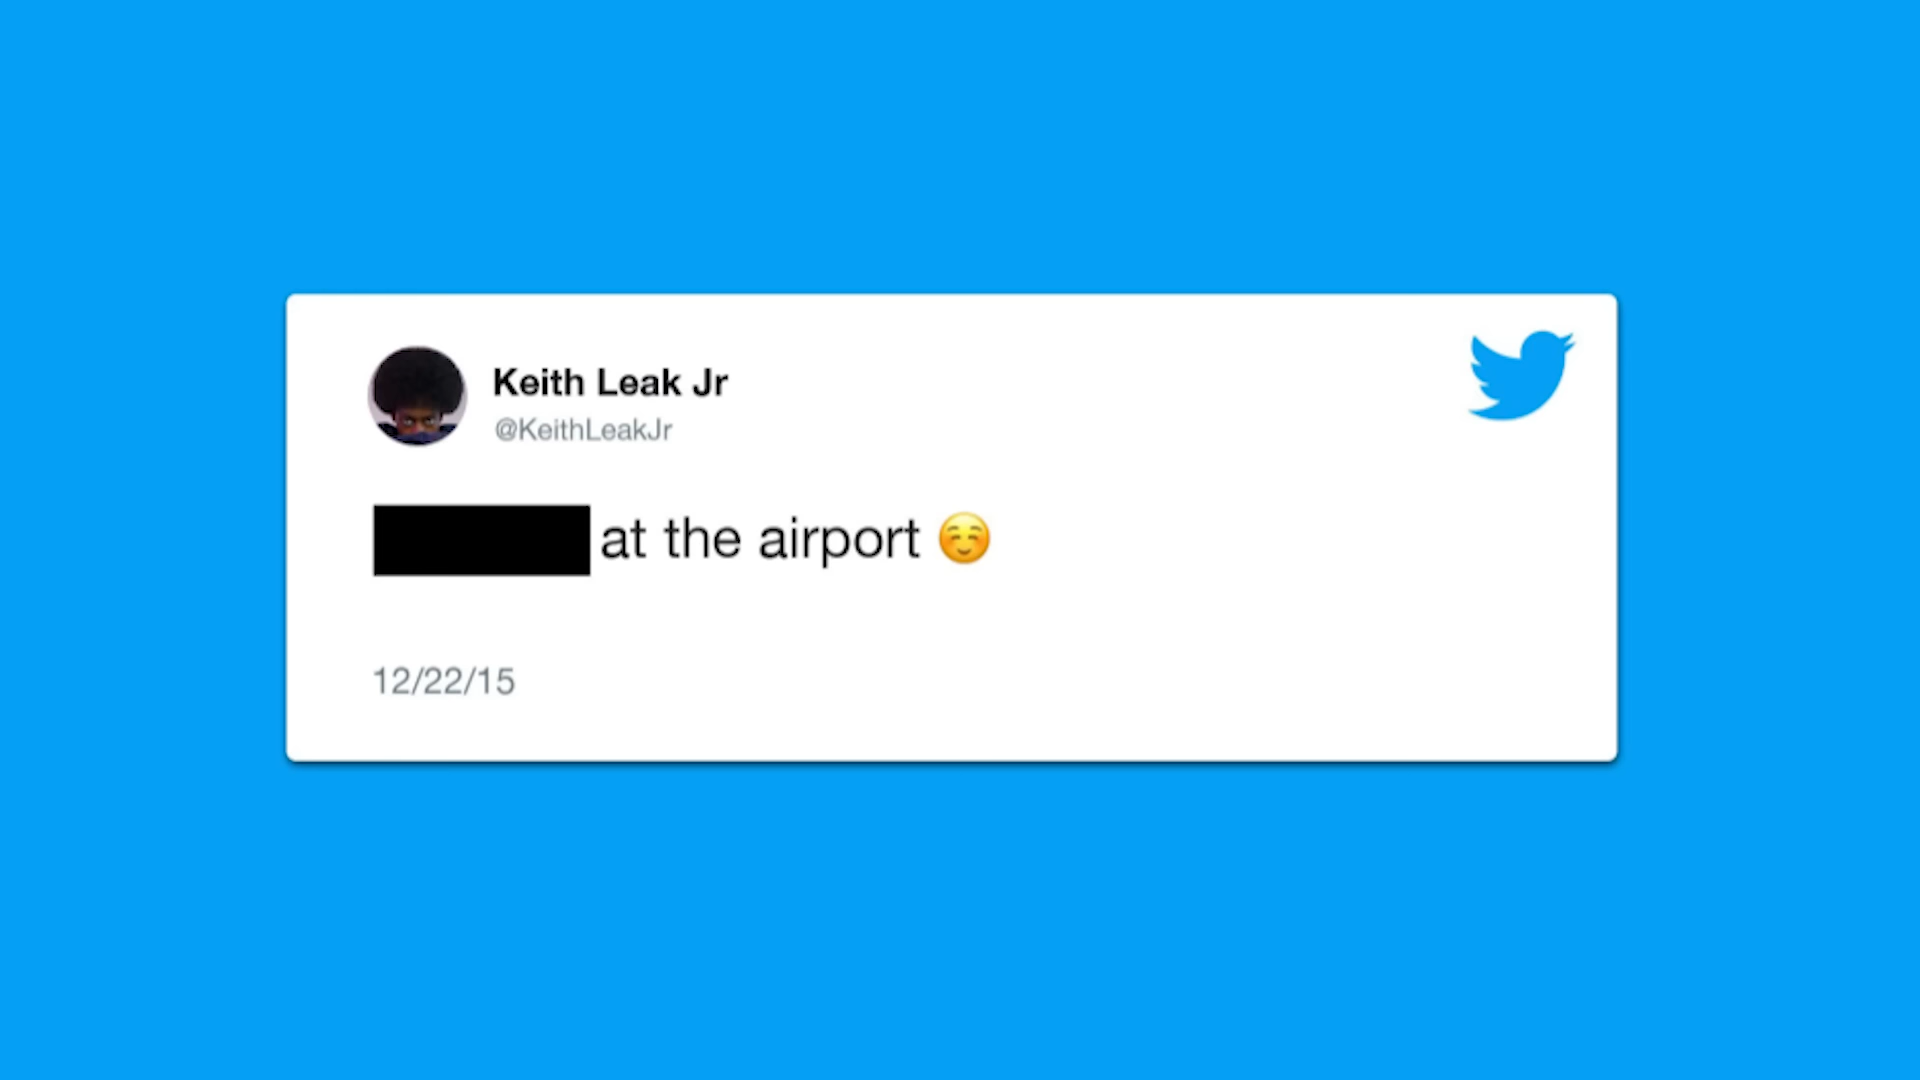 Keith Leak Jr
@KeithLeakJr
at the airport ☺️
12/22/15